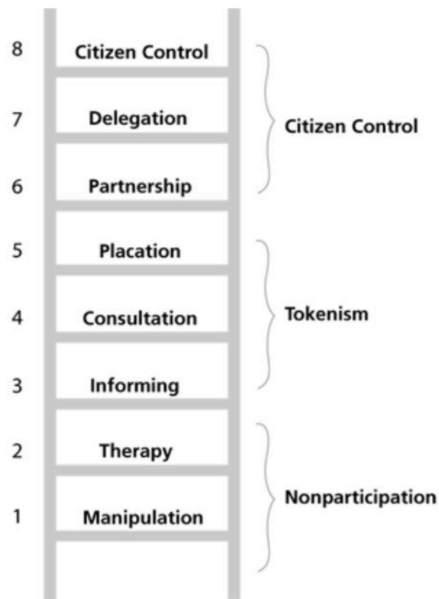 8 Citizen Control
7 Delegation
Citizen Control
6 Partnership
5 Placation
4 Consultation
Tokenism
3 Informing
2 Therapy
Nonparticipation
1 Manipulation